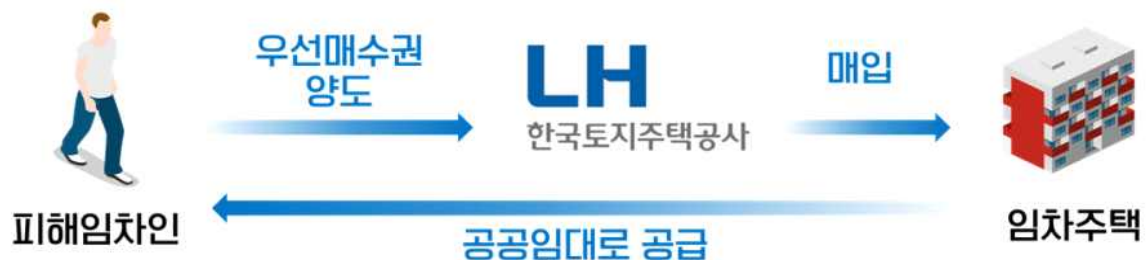 우선매수권
양도
LH
한국토지주택공사
매입
피해임차인
임차주택
공공임대로 공급